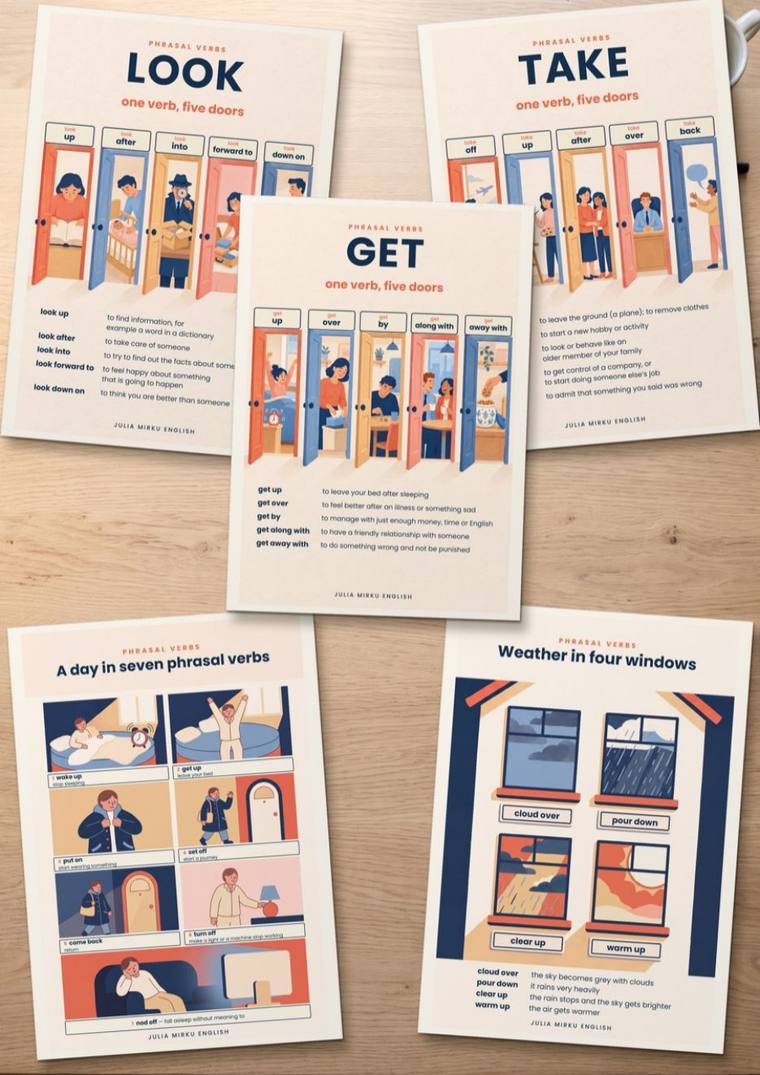 PHRASAL VERBS
LOOK
one verb, five doors
look
up
look
after
look
into
look
forward to
look
down on
look up
to find information, for
example a word in a dictionary
look after
to take care of someone
look into
to try to find out the facts about some
look forward to
to feel happy about something
that is going to happen
look down on
to think you are better than someone
JULIA MIRKU ENGLISH
PHRASAL VERBS
TAKE
one verb, five doors
take
off
take
up
take
after
take
over
take
back
to leave the ground (a plane); to remove clothes
to start a new hobby or activity
to look or behave like an
older member of your family
to get control of a company, or
to start doing someone else's job
to admit that something you said was wrong
JULIA MIRKU ENGLISH
PHRASAL VERBS
GET
one verb, five doors
get
up
get
over
get
by
get
along with
get
away with
get up
to leave your bed after sleeping
get over
to feel better after an illness or something sad
get by
to manage with just enough money, time or English
get along with
to have a friendly relationship with someone
get away with
to do something wrong and not be punished
JULIA MIRKU ENGLISH
PHRASAL VERBS
A day in seven phrasal verbs
1 wake up
stop sleeping
2 get up
leave your bed
3 put on
start wearing something
4 set off
start a journey
5 come back
return
6 turn off
make a light or a machine stop working
7 nod off — fall asleep without meaning to
JULIA MIRKU ENGLISH
PHRASAL VERBS
Weather in four windows
cloud over
pour down
clear up
warm up
cloud over
the sky becomes grey with clouds
pour down
it rains very heavily
clear up
the rain stops and the sky gets brighter
warm up
the air gets warmer
JULIA MIRKU ENGLISH